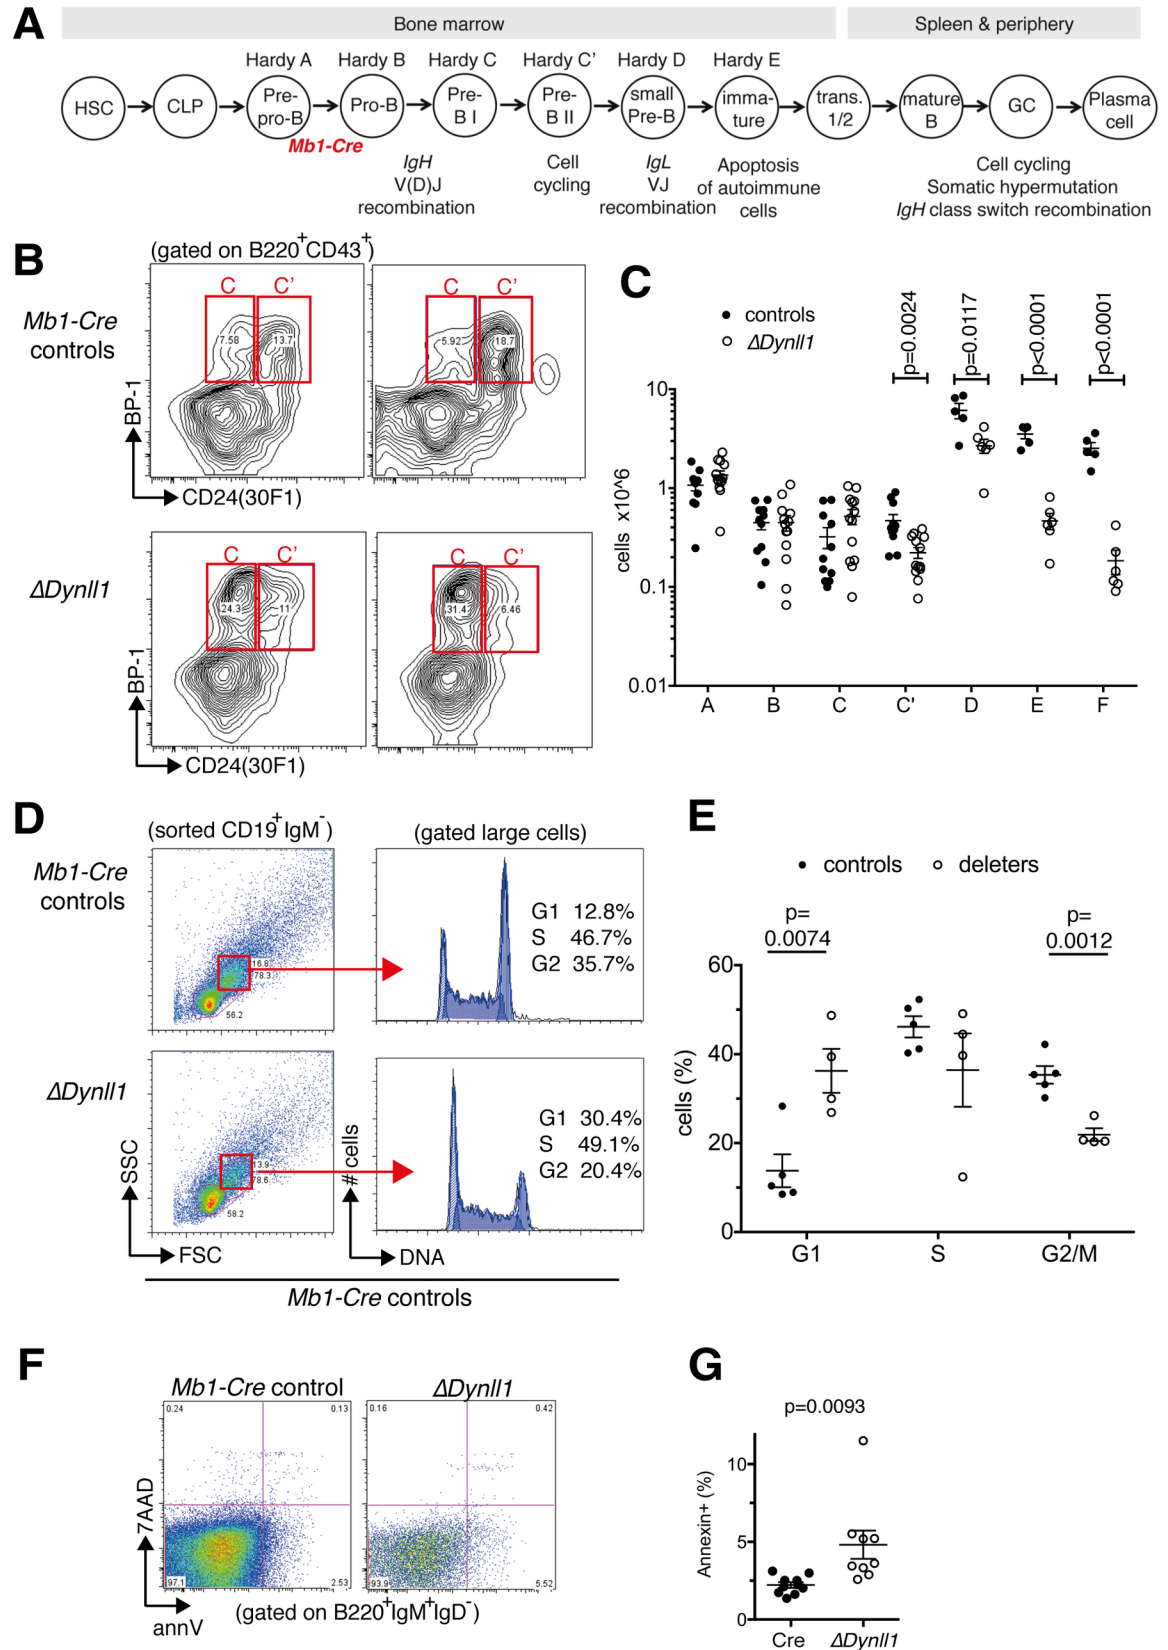 A
Bone marrow
Spleen & periphery
Hardy A
Hardy B
Hardy C
Hardy C’
Hardy D
Hardy E
HSC
CLP
Pre-
pro-B
Pro-B
Pre-
B I
Pre-
B II
small
Pre-B
imma-
ture
trans.
1/2
mature
B
GC
Plasma
cell
Mb1-Cre
IgH
V(D)J
recombination
Cell
cycling
IgL
VJ
recombination
Apoptosis
of autoimmune
cells
Cell cycling
Somatic hypermutation
IgH class switch recombination
B
(gated on B220+CD43+)
Mb1-Cre
controls
C
C’
7.58
13.7
C
C’
5.92
18.7
BP-1
CD24(30F1)
ΔDynll1
C
C’
24.3
11
C
C’
31.4
6.46
BP-1
CD24(30F1)
C
controls
ΔDynll1
p=0.0024
p=0.0117
p<0.0001
p<0.0001
cells x10^6
10
1
0.1
0.01
A
B
C
C'
D
E
F
D
(sorted CD19+IgM-)
(gated large cells)
Mb1-Cre
controls
16.8
78.3
56.2
G1 12.8%
S 46.7%
G2 35.7%
ΔDynll1
13.9
78.6
58.2
G1 30.4%
S 49.1%
G2 20.4%
SSC
FSC
# cells
DNA
Mb1-Cre controls
E
controls
deleters
p=
0.0074
p=
0.0012
cells (%)
60
40
20
0
G1
S
G2/M
F
Mb1-Cre control
ΔDynll1
0.24
0.13
97.1
2.53
0.16
0.42
93.9
5.52
7AAD
annV
(gated on B220+IgM+IgD-)
G
p=0.0093
Annexin+ (%)
10
5
0
Cre
ΔDynll1